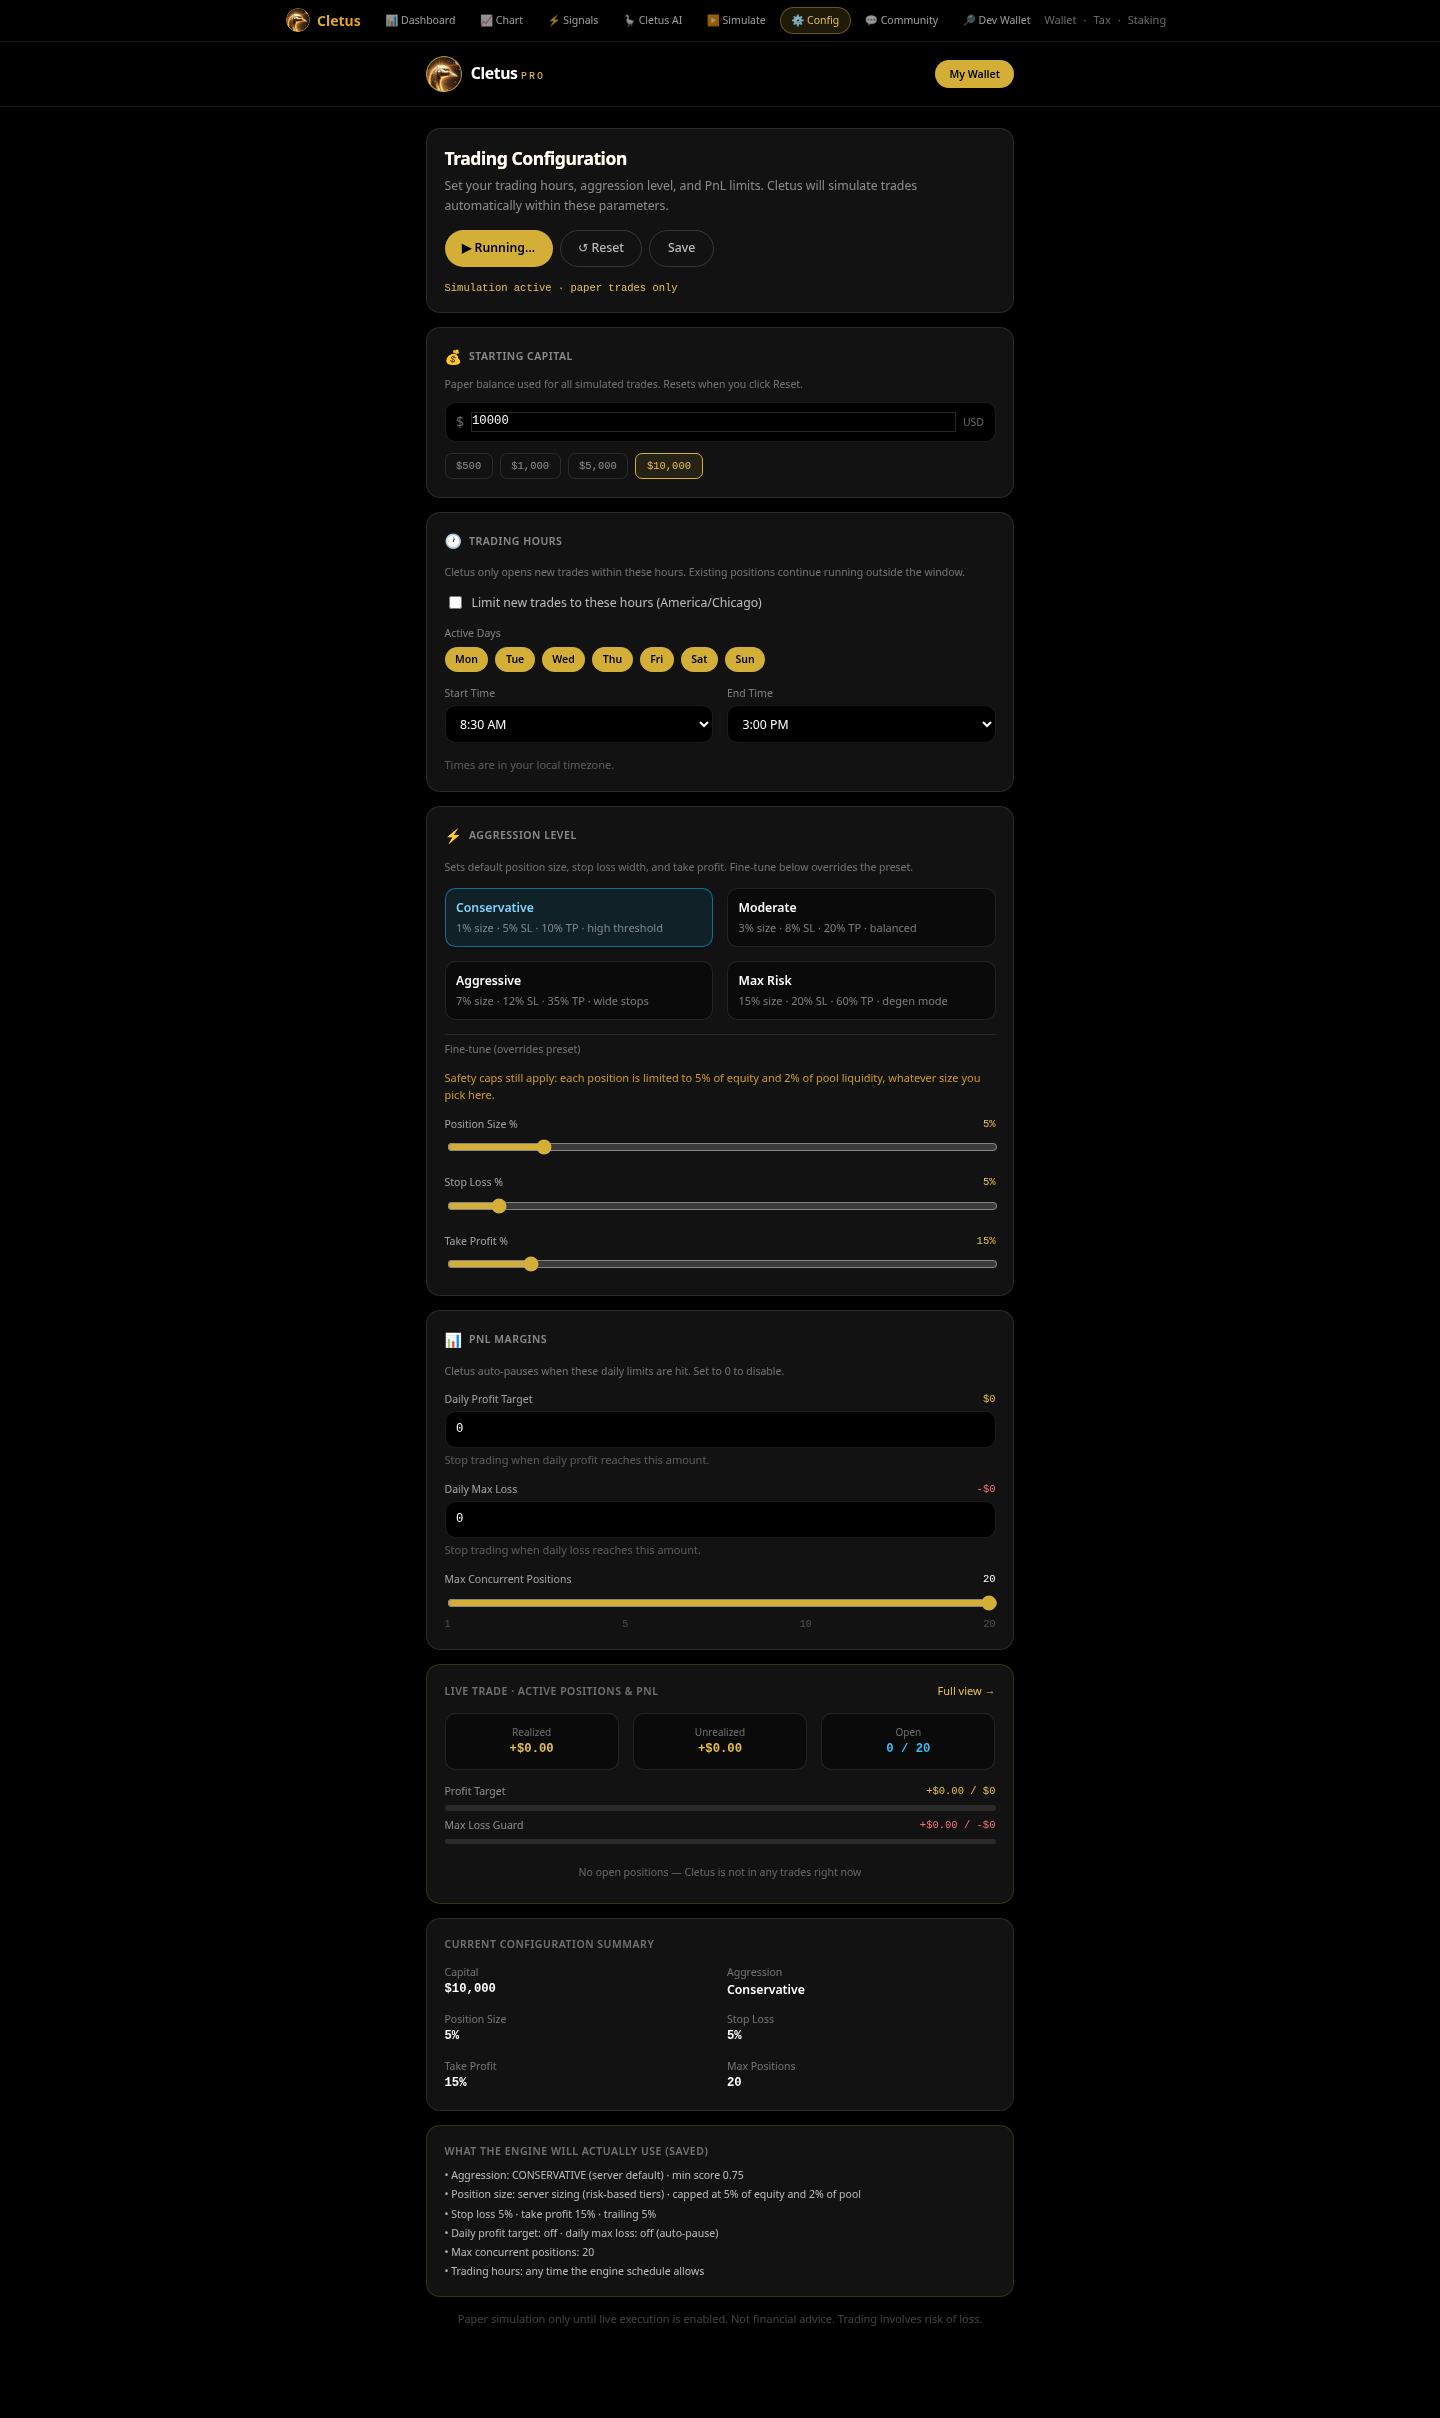 Cletus 📊 Dashboard 📈 Chart ⚡ Signals 🦆 Cletus AI ▶️ Simulate ⚙️ Config 💬 Community 🔎 Dev Wallet Wallet · Tax · Staking
Cletus PRO My Wallet
Trading Configuration
Set your trading hours, aggression level, and PnL limits. Cletus will simulate trades
automatically within these parameters.
▶ Running... ↺ Reset Save
Simulation active · paper trades only
💰 STARTING CAPITAL
Paper balance used for all simulated trades. Resets when you click Reset.
$ 10000 USD
$500 $1,000 $5,000 $10,000
🕐 TRADING HOURS
Cletus only opens new trades within these hours. Existing positions continue running outside the window.
Limit new trades to these hours (America/Chicago)
Active Days
Mon Tue Wed Thu Fri Sat Sun
Start Time End Time
8:30 AM 3:00 PM
Times are in your local timezone.
⚡ AGGRESSION LEVEL
Sets default position size, stop loss width, and take profit. Fine-tune below overrides the preset.
Conservative Moderate
1% size · 5% SL · 10% TP · high threshold 3% size · 8% SL · 20% TP · balanced
Aggressive Max Risk
7% size · 12% SL · 35% TP · wide stops 15% size · 20% SL · 60% TP · degen mode
Fine-tune (overrides preset)
Safety caps still apply: each position is limited to 5% of equity and 2% of pool liquidity, whatever size you
pick here.
Position Size % 5%
Stop Loss % 5%
Take Profit % 15%
📊 PNL MARGINS
Cletus auto-pauses when these daily limits are hit. Set to 0 to disable.
Daily Profit Target $0
0
Stop trading when daily profit reaches this amount.
Daily Max Loss -$0
0
Stop trading when daily loss reaches this amount.
Max Concurrent Positions 20
1 5 10 20
LIVE TRADE · ACTIVE POSITIONS & PNL Full view →
Realized Unrealized Open
+$0.00 +$0.00 0 / 20
Profit Target +$0.00 / $0
Max Loss Guard +$0.00 / -$0
No open positions — Cletus is not in any trades right now
CURRENT CONFIGURATION SUMMARY
Capital Aggression
$10,000 Conservative
Position Size Stop Loss
5% 5%
Take Profit Max Positions
15% 20
WHAT THE ENGINE WILL ACTUALLY USE (SAVED)
• Aggression: CONSERVATIVE (server default) · min score 0.75
• Position size: server sizing (risk-based tiers) · capped at 5% of equity and 2% of pool
• Stop loss 5% · take profit 15% · trailing 5%
• Daily profit target: off · daily max loss: off (auto-pause)
• Max concurrent positions: 20
• Trading hours: any time the engine schedule allows
Paper simulation only until live execution is enabled. Not financial advice. Trading involves risk of loss.